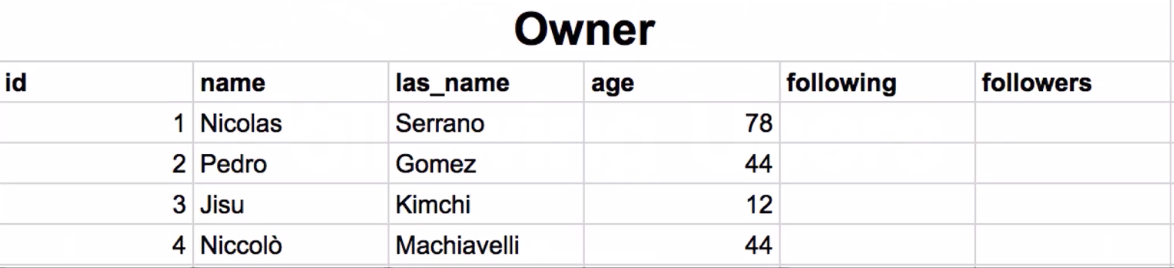 Owner
id name las_name age following followers
1 Nicolas Serrano 78
2 Pedro Gomez 44
3 Jisu Kimchi 12
4 Niccolò Machiavelli 44